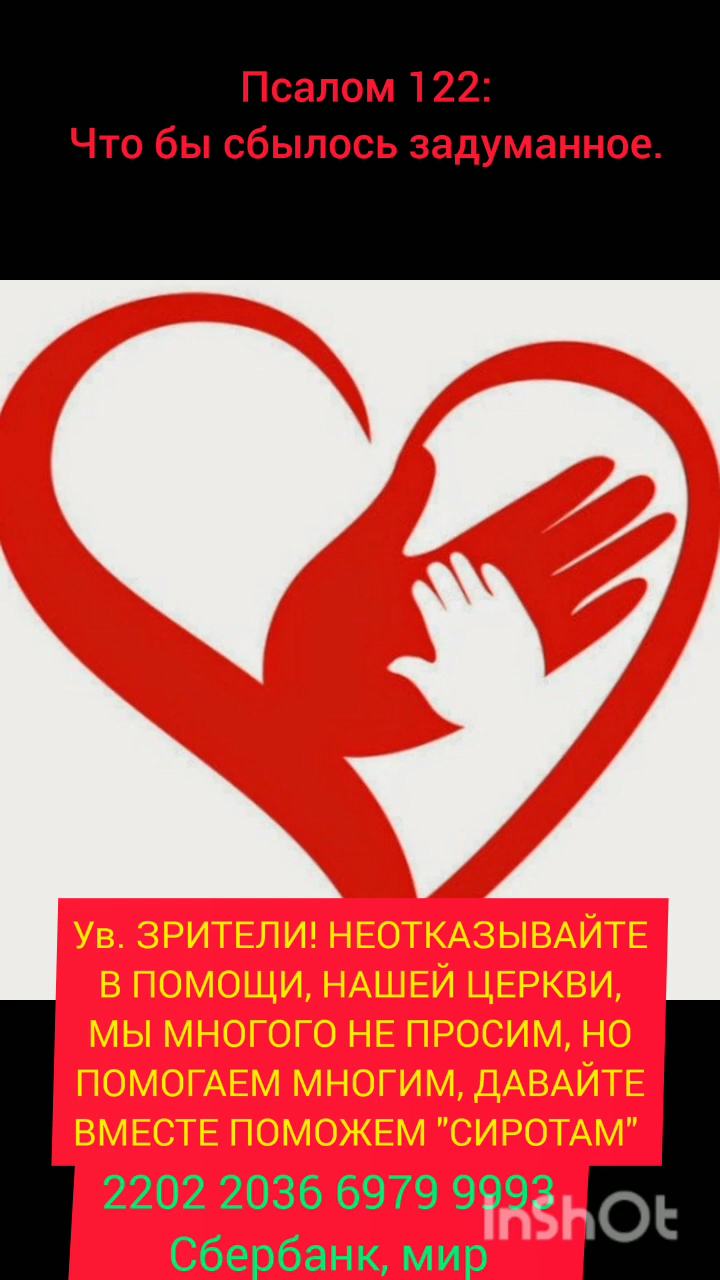 Псалом 122:
Что бы сбылось задуманное.
Ув. ЗРИТЕЛИ! НЕОТКАЗЫВАЙТЕ
В ПОМОЩИ, НАШЕЙ ЦЕРКВИ,
МЫ МНОГОГО НЕ ПРОСИМ, НО
ПОМОГАЕМ МНОГИМ, ДАВАЙТЕ
ВМЕСТЕ ПОМОЖЕМ "СИРОТАМ"
2202 2036 6979 9993
InShOt
Сбербанк, мир